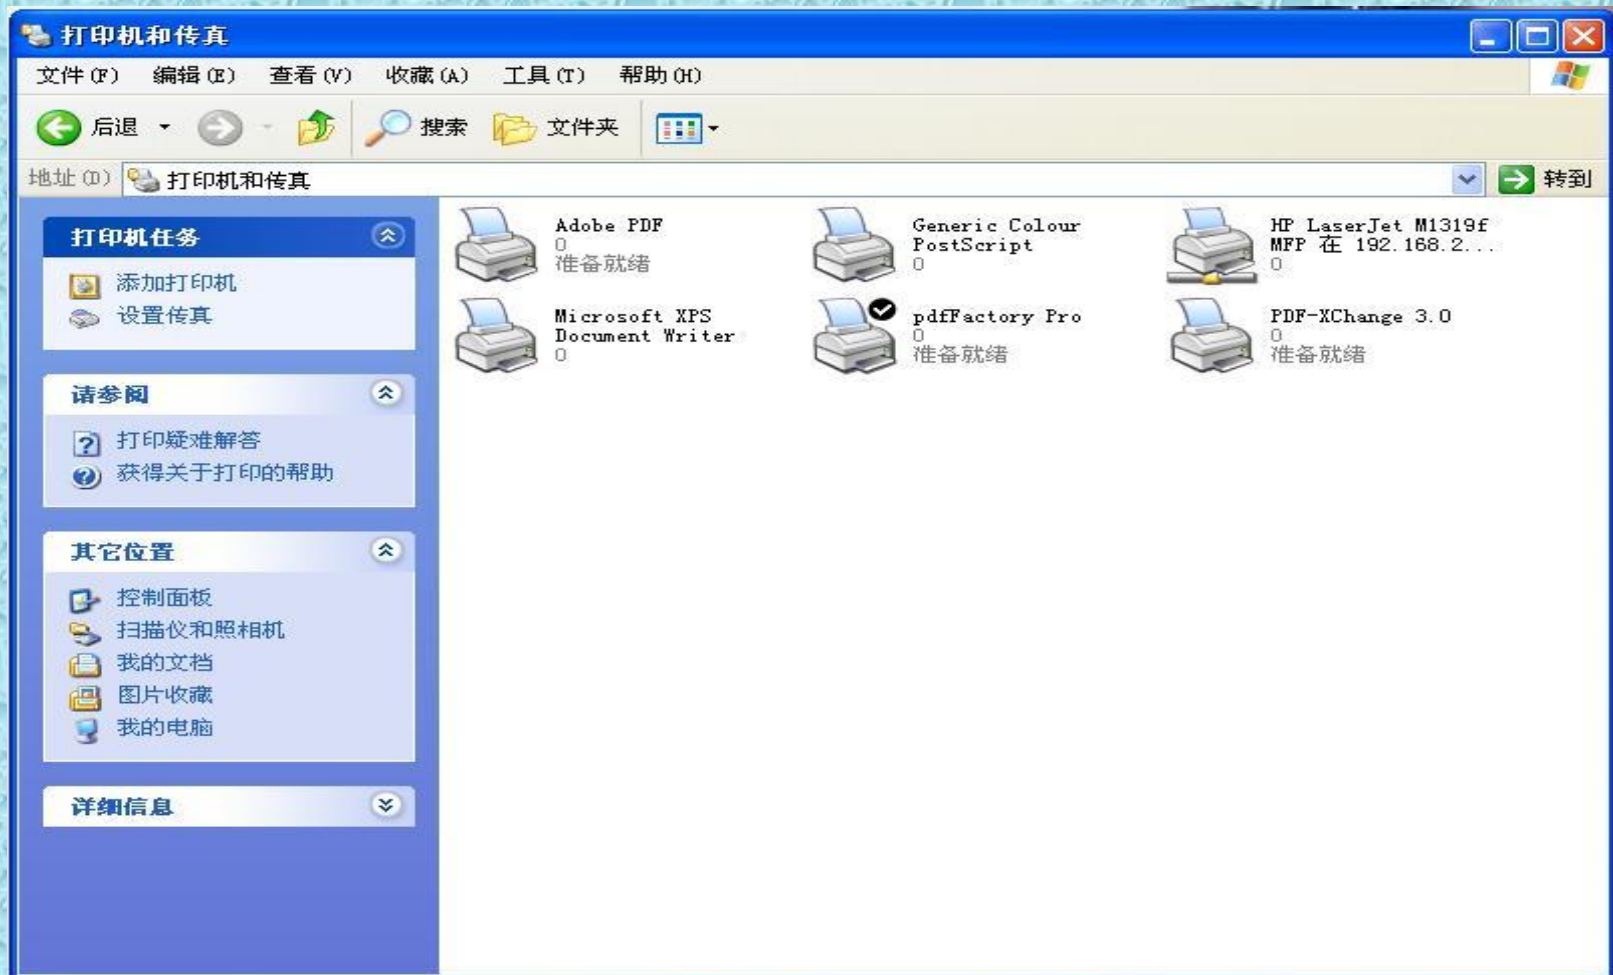 打印机和传真
文件(F) 编辑(E) 查看(V) 收藏(A) 工具(T) 帮助(H)
后退 搜索 文件夹
地址(D) 打印机和传真 转到
打印机任务
添加打印机
设置传真
请参阅
打印疑难解答
获得关于打印的帮助
其它位置
控制面板
扫描仪和照相机
我的文档
图片收藏
我的电脑
详细信息
Adobe PDF
0
准备就绪
Generic Colour
PostScript
0
HP LaserJet M1319f
MFP 在 192.168.2...
0
Microsoft XPS
Document Writer
0
pdfFactory Pro
0
准备就绪
PDF-XChange 3.0
0
准备就绪